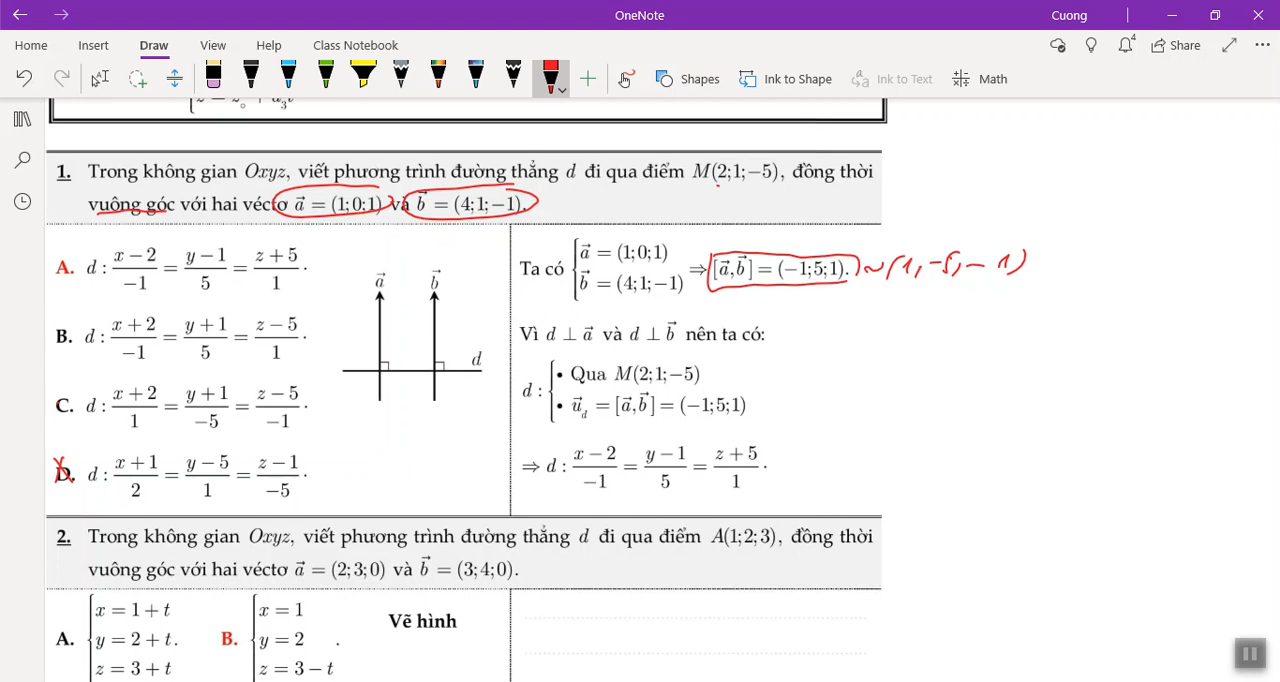 OneNote
Cuong
Home Insert Draw View Help Class Notebook Share
Shapes Ink to Shape Ink to Text Math
1. Trong không gian Oxyz, viết phương trình đường thẳng d đi qua điểm M(2;1;−5), đồng thời
vuông góc với hai véctơ a⃗ = (1;0;1) và b⃗ = (4;1;−1).
A. d : (x − 2)/−1 = (y − 1)/5 = (z + 5)/1 ·
B. d : (x + 2)/−1 = (y + 1)/5 = (z − 5)/1 ·
C. d : (x + 2)/1 = (y + 1)/−5 = (z − 5)/−1 ·
D. d : (x + 1)/2 = (y − 5)/1 = (z − 1)/−5 ·
a⃗ b⃗
d
Ta có { a⃗ = (1;0;1)
b⃗ = (4;1;−1) ⇒ [a⃗,b⃗] = (−1;5;1). ~ (1,−5,−1)
Vì d ⊥ a⃗ và d ⊥ b⃗ nên ta có:
d : { • Qua M(2;1;−5)
• u⃗d = [a⃗,b⃗] = (−1;5;1)
⇒ d : (x − 2)/−1 = (y − 1)/5 = (z + 5)/1 ·
2. Trong không gian Oxyz, viết phương trình đường thẳng d đi qua điểm A(1;2;3), đồng thời
vuông góc với hai véctơ a⃗ = (2;3;0) và b⃗ = (3;4;0).
A. { x = 1 + t
y = 2 + t.
z = 3 + t
B. { x = 1
y = 2 .
z = 3 − t
Vẽ hình